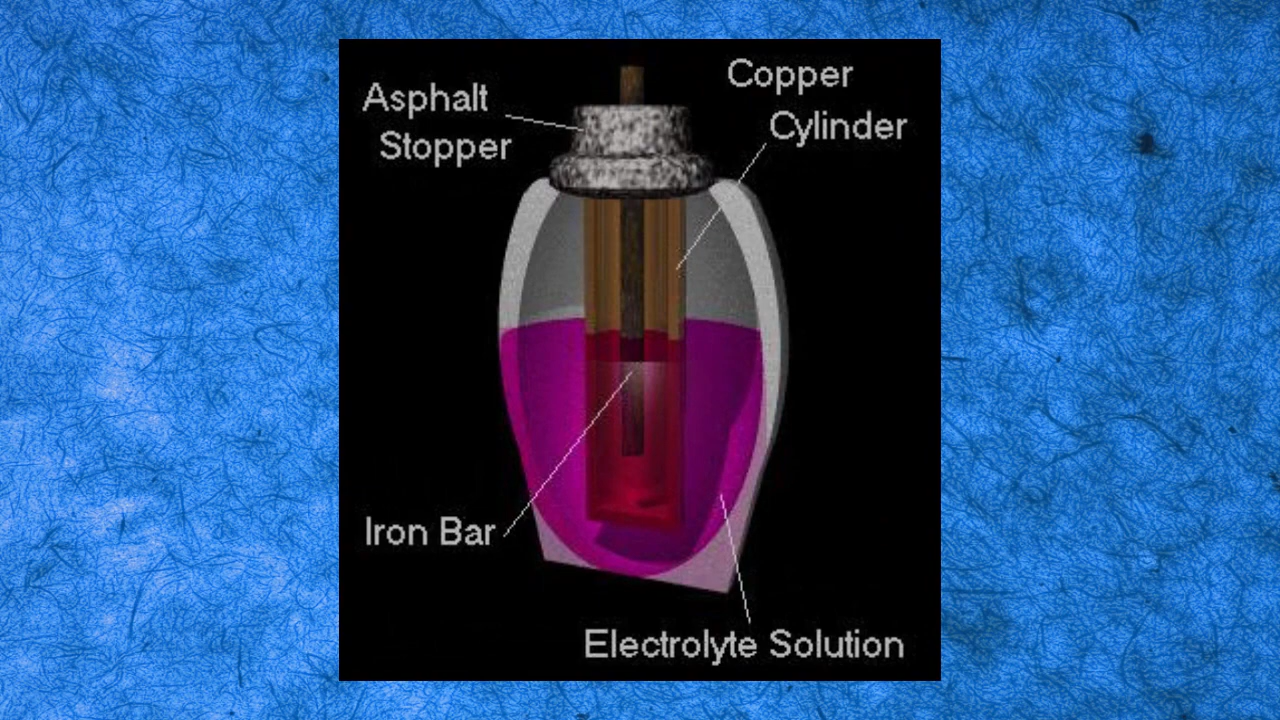 Asphalt
Stopper
Copper
Cylinder
Iron Bar
Electrolyte Solution